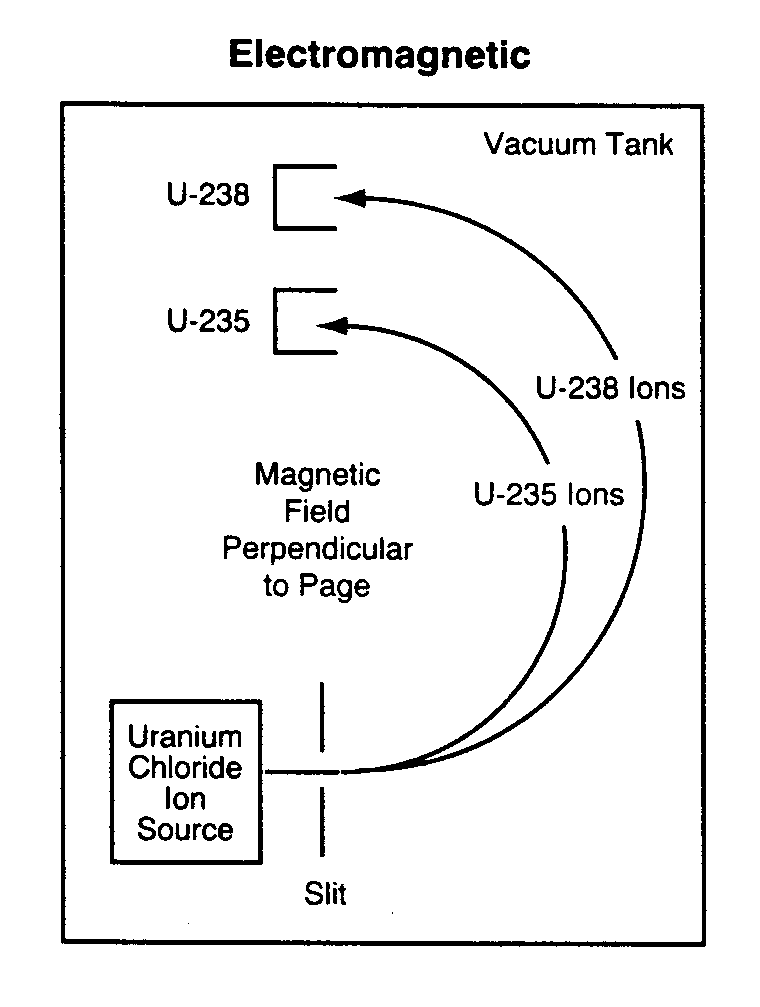 Electromagnetic
Vacuum Tank
U-238
U-235
U-238 Ions
U-235 Ions
Magnetic
Field
Perpendicular
to Page
Uranium
Chloride
Ion
Source
Slit